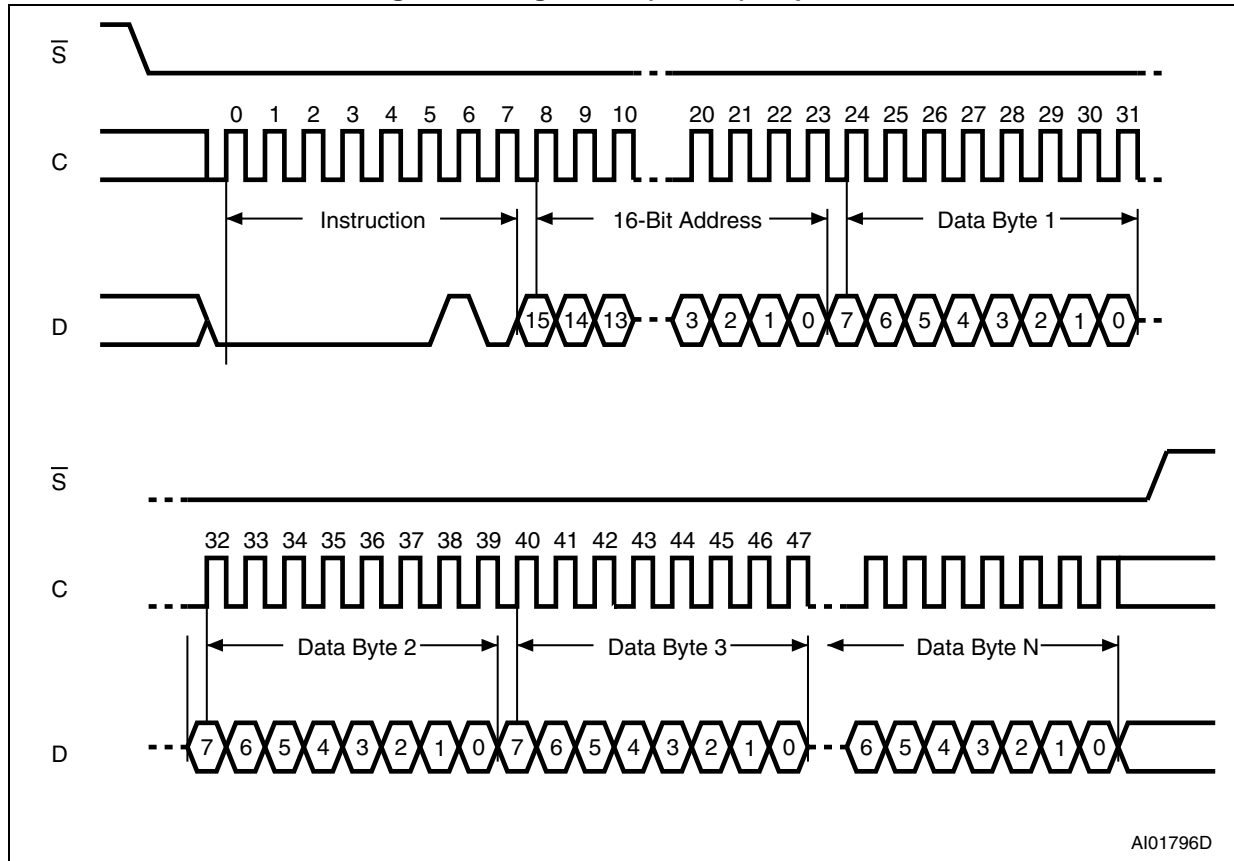 S
0 1 2 3 4 5 6 7 8 9 10 20 21 22 23 24 25 26 27 28 29 30 31
C
Instruction 16-Bit Address Data Byte 1
D 15 14 13 3 2 1 0 7 6 5 4 3 2 1 0
S
32 33 34 35 36 37 38 39 40 41 42 43 44 45 46 47
C
Data Byte 2 Data Byte 3 Data Byte N
D 7 6 5 4 3 2 1 0 7 6 5 4 3 2 1 0 6 5 4 3 2 1 0
AI01796D